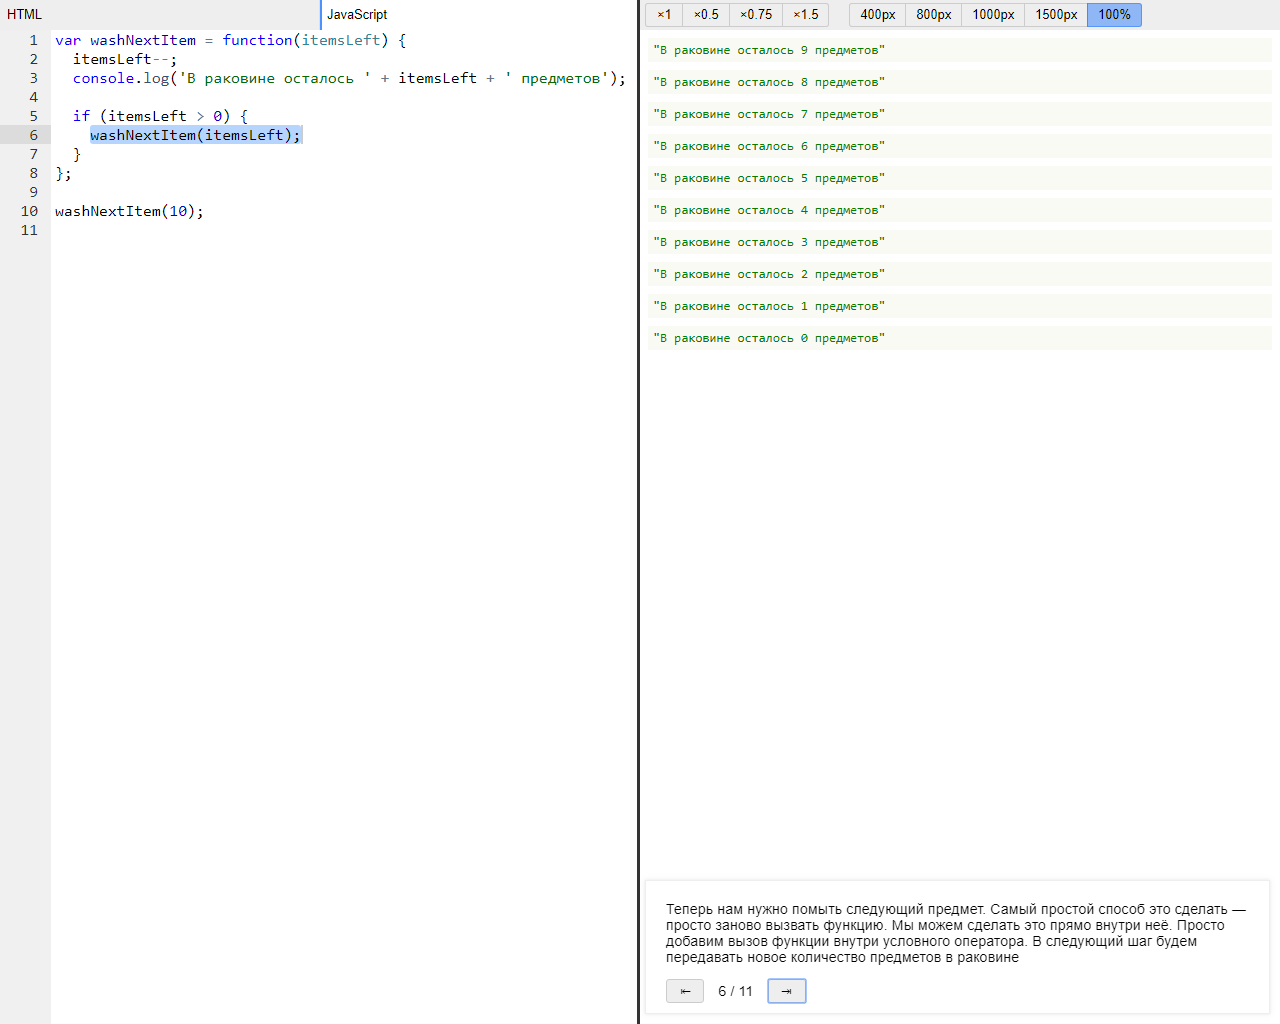 HTML
JavaScript
×1 ×0.5 ×0.75 ×1.5 400px 800px 1000px 1500px 100%
1 var washNextItem = function(itemsLeft) {
2   itemsLeft--;
3   console.log('В раковине осталось ' + itemsLeft + ' предметов');
4
5   if (itemsLeft > 0) {
6     washNextItem(itemsLeft);
7   }
8 };
9
10 washNextItem(10);
11
"В раковине осталось 9 предметов"
"В раковине осталось 8 предметов"
"В раковине осталось 7 предметов"
"В раковине осталось 6 предметов"
"В раковине осталось 5 предметов"
"В раковине осталось 4 предметов"
"В раковине осталось 3 предметов"
"В раковине осталось 2 предметов"
"В раковине осталось 1 предметов"
"В раковине осталось 0 предметов"
Теперь нам нужно помыть следующий предмет. Самый простой способ это сделать —
просто заново вызвать функцию. Мы можем сделать это прямо внутри неё. Просто
добавим вызов функции внутри условного оператора. В следующий шаг будем
передавать новое количество предметов в раковине
⇤ 6 / 11 ⇥